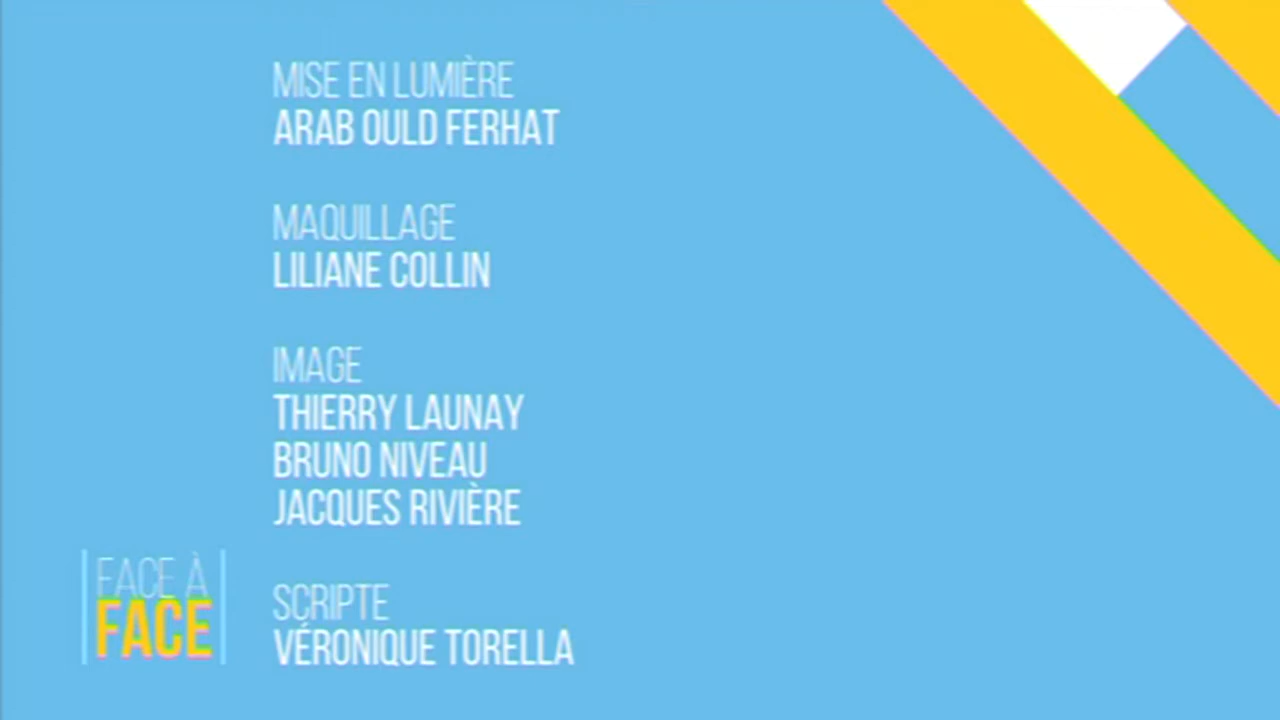 MISE EN LUMIÈRE
ARAB OULD FERHAT
MAQUILLAGE
LILIANE COLLIN
IMAGE
THIERRY LAUNAY
BRUNO NIVEAU
JACQUES RIVIÈRE
SCRIPTE
VÉRONIQUE TORELLA
FACE À
FACE